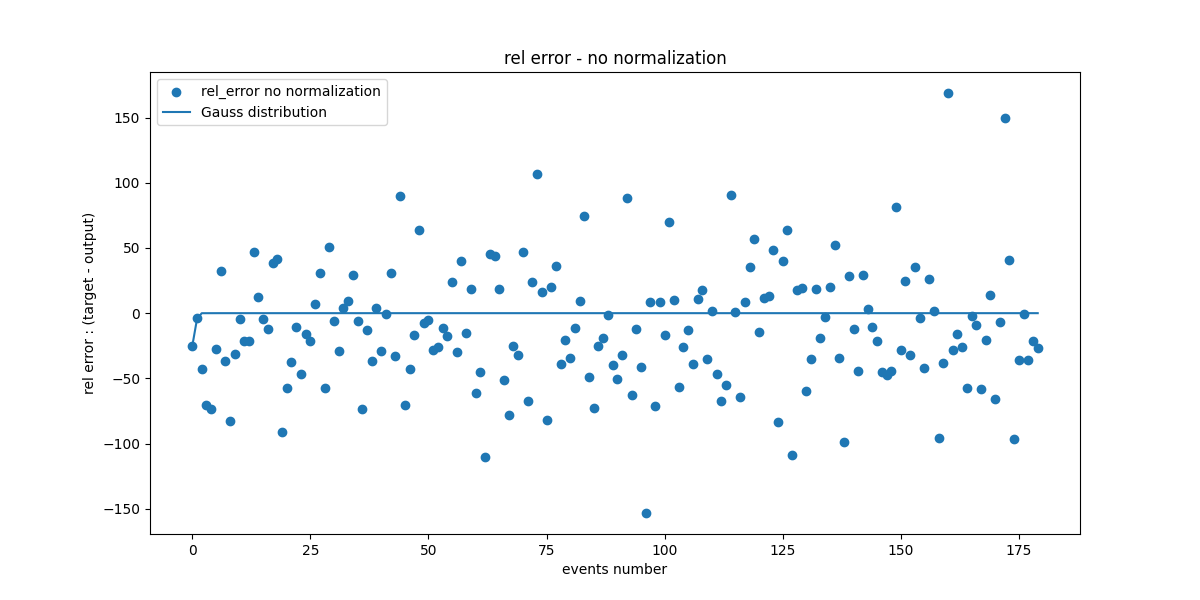 rel error - no normalization
rel_error no normalization
Gauss distribution
rel error : (target - output)
150
100
50
0
−50
−100
−150
0 25 50 75 100 125 150 175
events number